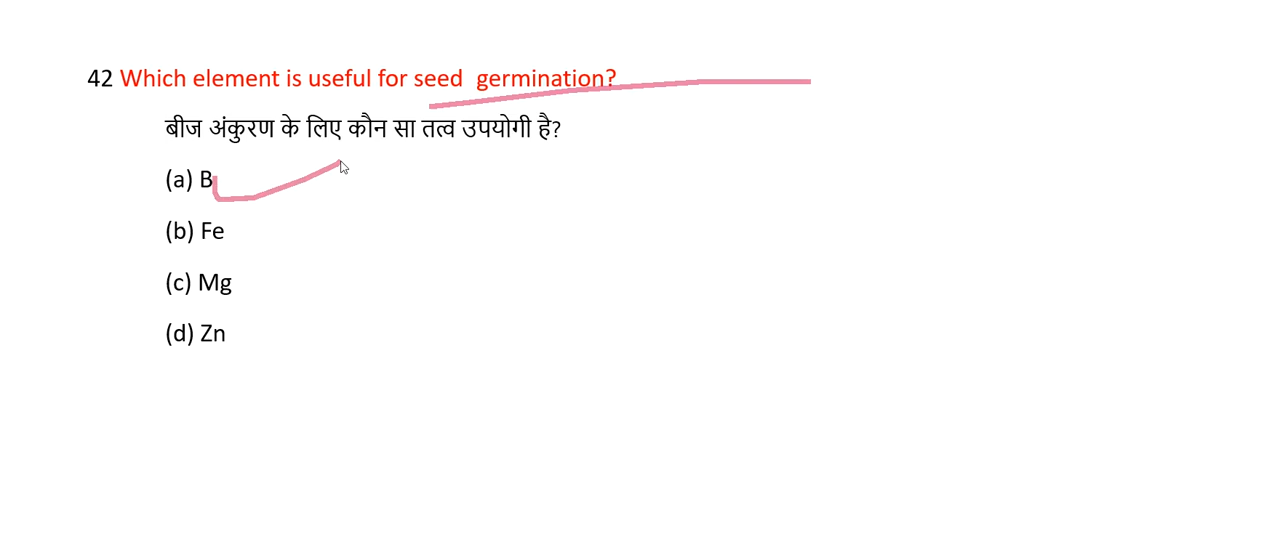 42 Which element is useful for seed germination?
बीज अंकुरण के लिए कौन सा तत्व उपयोगी है?
(a) B
(b) Fe
(c) Mg
(d) Zn